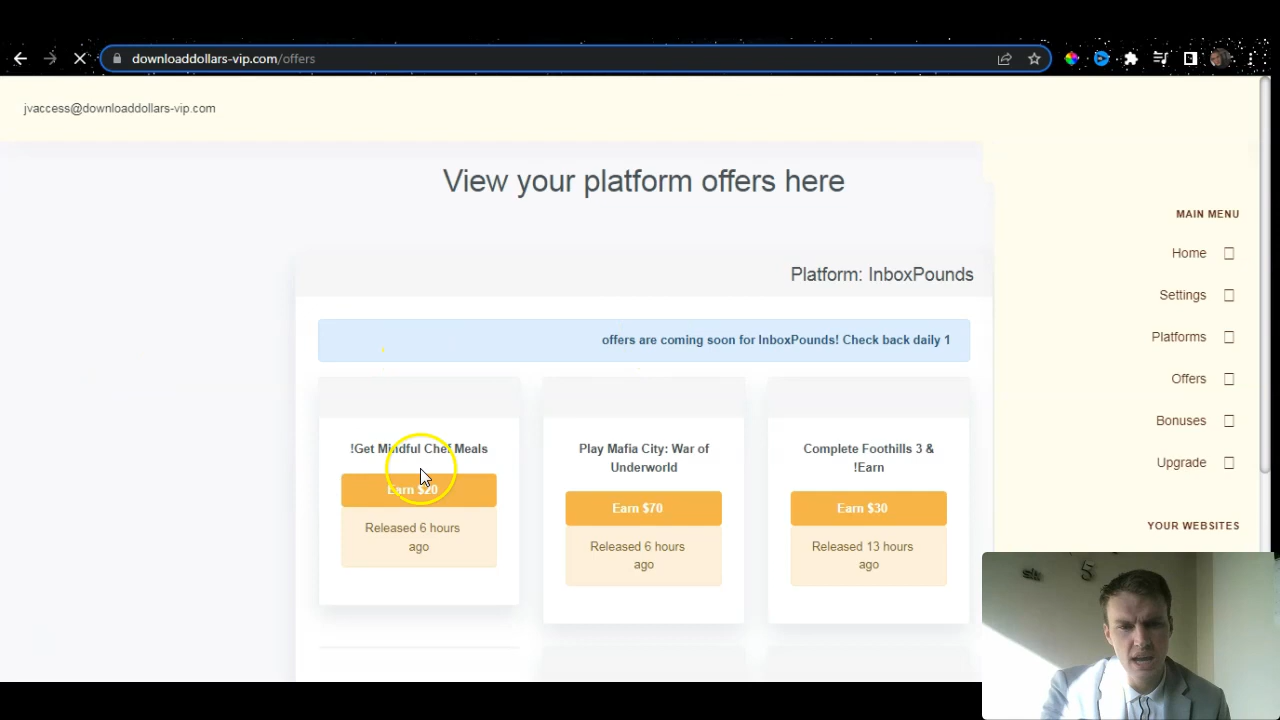 downloaddollars-vip.com/offers
jvaccess@downloaddollars-vip.com
View your platform offers here
MAIN MENU
Home
Settings
Platforms
Offers
Bonuses
Upgrade
YOUR WEBSITES
Platform: InboxPounds
offers are coming soon for InboxPounds! Check back daily 1
!Get Mindful Chef Meals
Earn $20
Released 6 hours
ago
Play Mafia City: War of
Underworld
Earn $70
Released 6 hours
ago
Complete Foothills 3 &
!Earn
Earn $30
Released 13 hours
ago
5